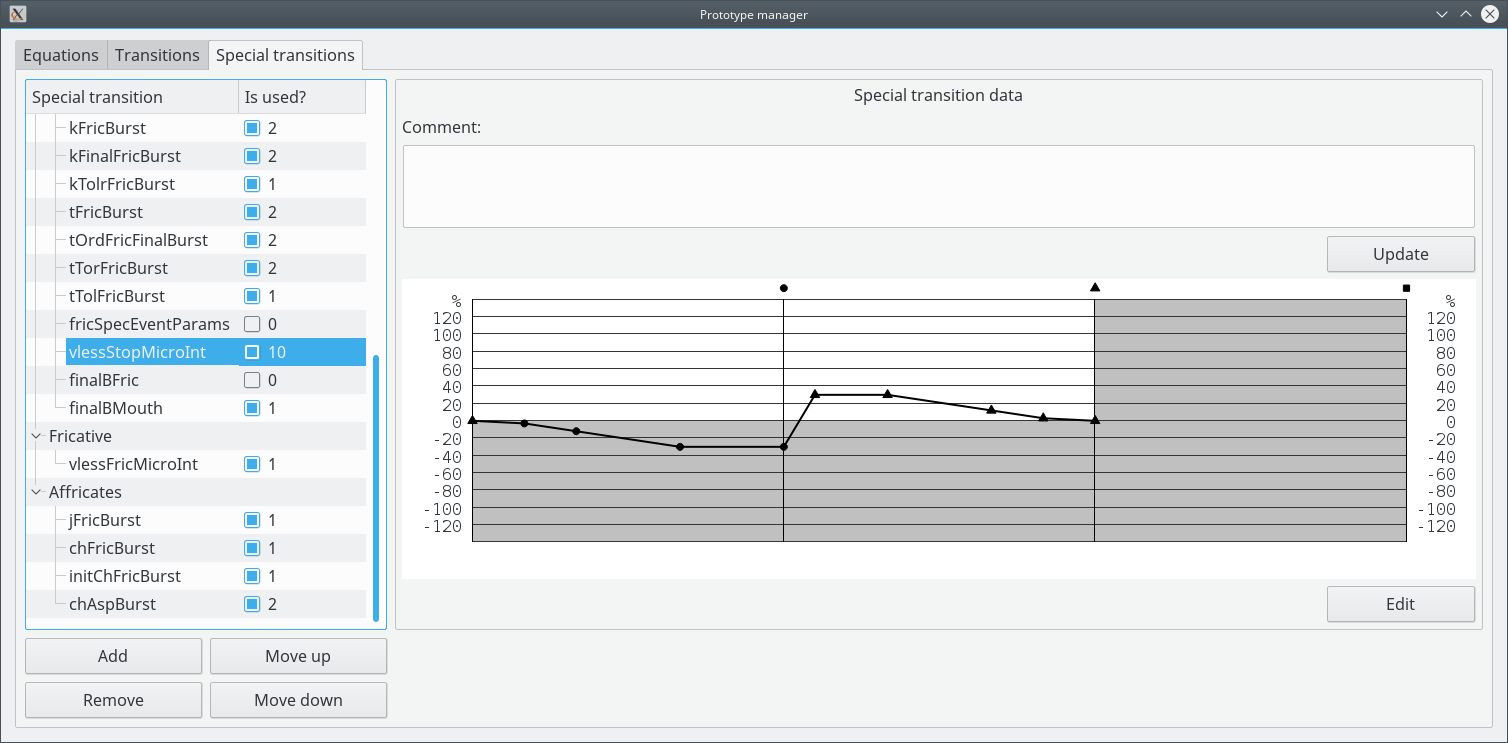 Prototype manager
Equations Transitions Special transitions
Special transition Is used?
kFricBurst 2
kFinalFricBurst 2
kTolrFricBurst 1
tFricBurst 2
tOrdFricFinalBurst 2
tTorFricBurst 2
tTolFricBurst 1
fricSpecEventParams 0
vlessStopMicroInt 10
finalBFric 0
finalBMouth 1
Fricative
vlessFricMicroInt 1
Affricates
jFricBurst 1
chFricBurst 1
initChFricBurst 1
chAspBurst 2
Add Move up
Remove Move down
Special transition data
Comment:
Update
% %
120 120
100 100
80 80
60 60
40 40
20 20
0 0
-20 -20
-40 -40
-60 -60
-80 -80
-100 -100
-120 -120
Edit